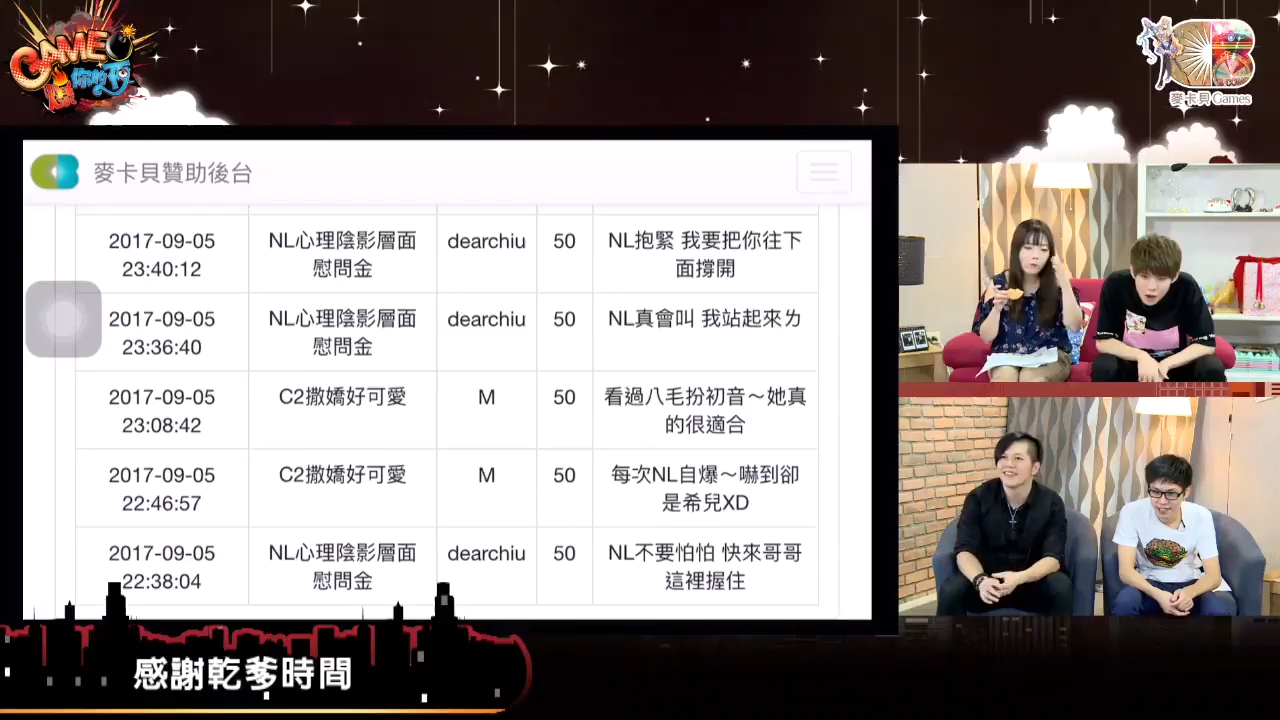 GAME
爆你的夜
麥卡貝 Games
麥卡貝贊助後台
2017-09-05
23:40:12
NL心理陰影層面
慰問金
dearchiu
50
NL抱緊 我要把你往下
面撐開
2017-09-05
23:36:40
NL心理陰影層面
慰問金
dearchiu
50
NL真會叫 我站起來ㄌ
2017-09-05
23:08:42
C2撒嬌好可愛
M
50
看過八毛扮初音～她真
的很適合
2017-09-05
22:46:57
C2撒嬌好可愛
M
50
每次NL自爆～嚇到卻
是希兒XD
2017-09-05
22:38:04
NL心理陰影層面
慰問金
dearchiu
50
NL不要怕怕 快來哥哥
這裡握住
感謝乾爹時間